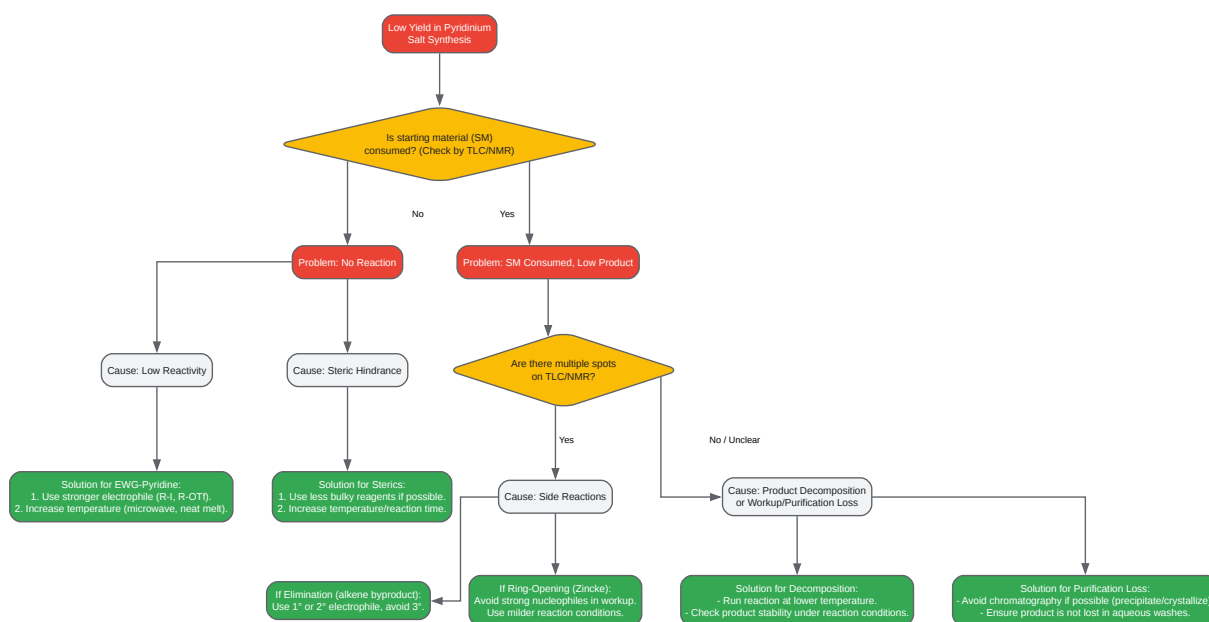 Low Yield in Pyridinium
Salt Synthesis
Is starting material (SM)
consumed? (Check by TLC/NMR)
No
Yes
Problem: No Reaction
Problem: SM Consumed, Low Product
Cause: Low Reactivity
Cause: Steric Hindrance
Are there multiple spots
on TLC/NMR?
Yes
No / Unclear
Solution for EWG-Pyridine:
1. Use stronger electrophile (R-I, R-OTf).
2. Increase temperature (microwave, neat melt).
Solution for Sterics:
1. Use less bulky reagents if possible.
2. Increase temperature/reaction time.
Cause: Side Reactions
Cause: Product Decomposition
or Workup/Purification Loss
If Elimination (alkene byproduct):
Use 1° or 2° electrophile, avoid 3°.
If Ring-Opening (Zincke):
Avoid strong nucleophiles in workup.
Use milder reaction conditions.
Solution for Decomposition:
- Run reaction at lower temperature.
- Check product stability under reaction conditions.
Solution for Purification Loss:
- Avoid chromatography if possible (precipitate/crystallize)
- Ensure product is not lost in aqueous washes.